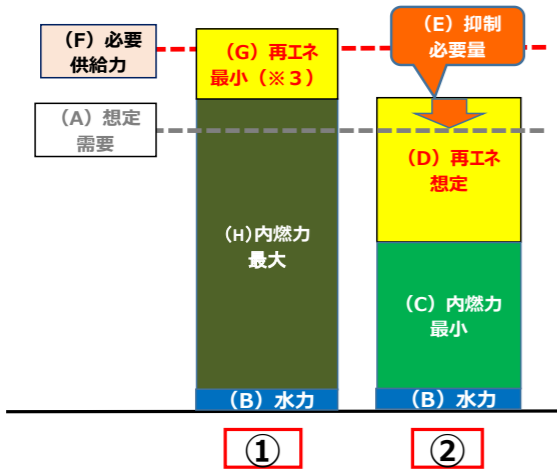 （F）必要
供給力
（A）想定
需要
（G）再エネ
最小（※３）
（H)内燃力
最大
（B）水力
①
（E）抑制
必要量
（D）再エネ
想定
（C）内燃力
最小
（B）水力
②